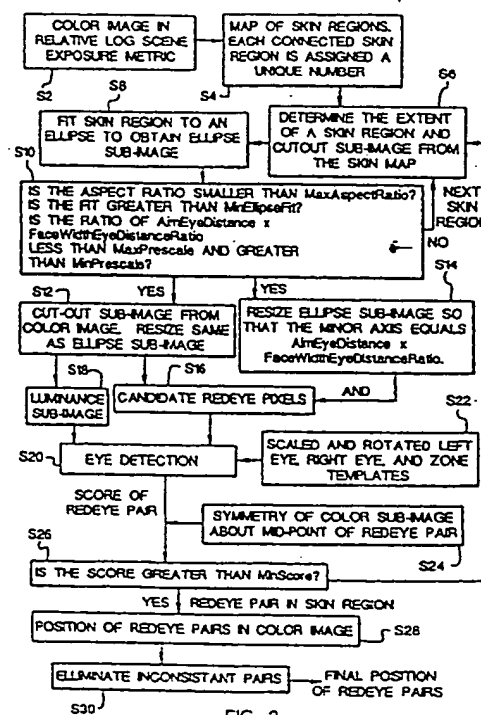 COLOR IMAGE IN
RELATIVE LOG SCENE
EXPOSURE METRIC
S2
MAP OF SKIN REGIONS.
EACH CONNECTED SKIN
REGION IS ASSIGNED A
UNIQUE NUMBER
S4
S8
FIT SKIN REGION TO AN
ELLIPSE TO OBTAIN ELLIPSE
SUB-IMAGE
S6
DETERMINE THE EXTENT
OF A SKIN REGION AND
CUTOUT SUB-IMAGE FROM
THE SKIN MAP
S10
IS THE ASPECT RATIO SMALLER THAN MaxAspectRatio?
IS THE FIT GREATER THAN MinEllipseFit?
IS THE RATIO OF AimEyeDistance x
FaceWidthEyeDistanceRatio
LESS THAN MaxPrescale AND GREATER
THAN MinPrescale?
NEXT
SKIN
REGION
NO
S12
YES
YES
S14
CUT-OUT SUB-IMAGE FROM
COLOR IMAGE. RESIZE SAME
AS ELLIPSE SUB-IMAGE
RESIZE ELLIPSE SUB-IMAGE SO
THAT THE MINOR AXIS EQUALS
AimEyeDistance x
FaceWidthEyeDistanceRatio.
S18
S16
LUMINANCE
SUB-IMAGE
CANDIDATE REDEYE PIXELS
AND
S22
S20
EYE DETECTION
SCALED AND ROTATED LEFT
EYE, RIGHT EYE, AND ZONE
TEMPLATES
SCORE OF
REDEYE PAIR
SYMMETRY OF COLOR SUB-IMAGE
ABOUT MID-POINT OF REDEYE PAIR
S26
S24
IS THE SCORE GREATER THAN MinScore?
YES
REDEYE PAIR IN SKIN REGION
POSITION OF REDEYE PAIRS IN COLOR IMAGE
S28
ELLIMINATE INCONSISTANT PAIRS
FINAL POSITION
OF REDEYE PAIRS
S30